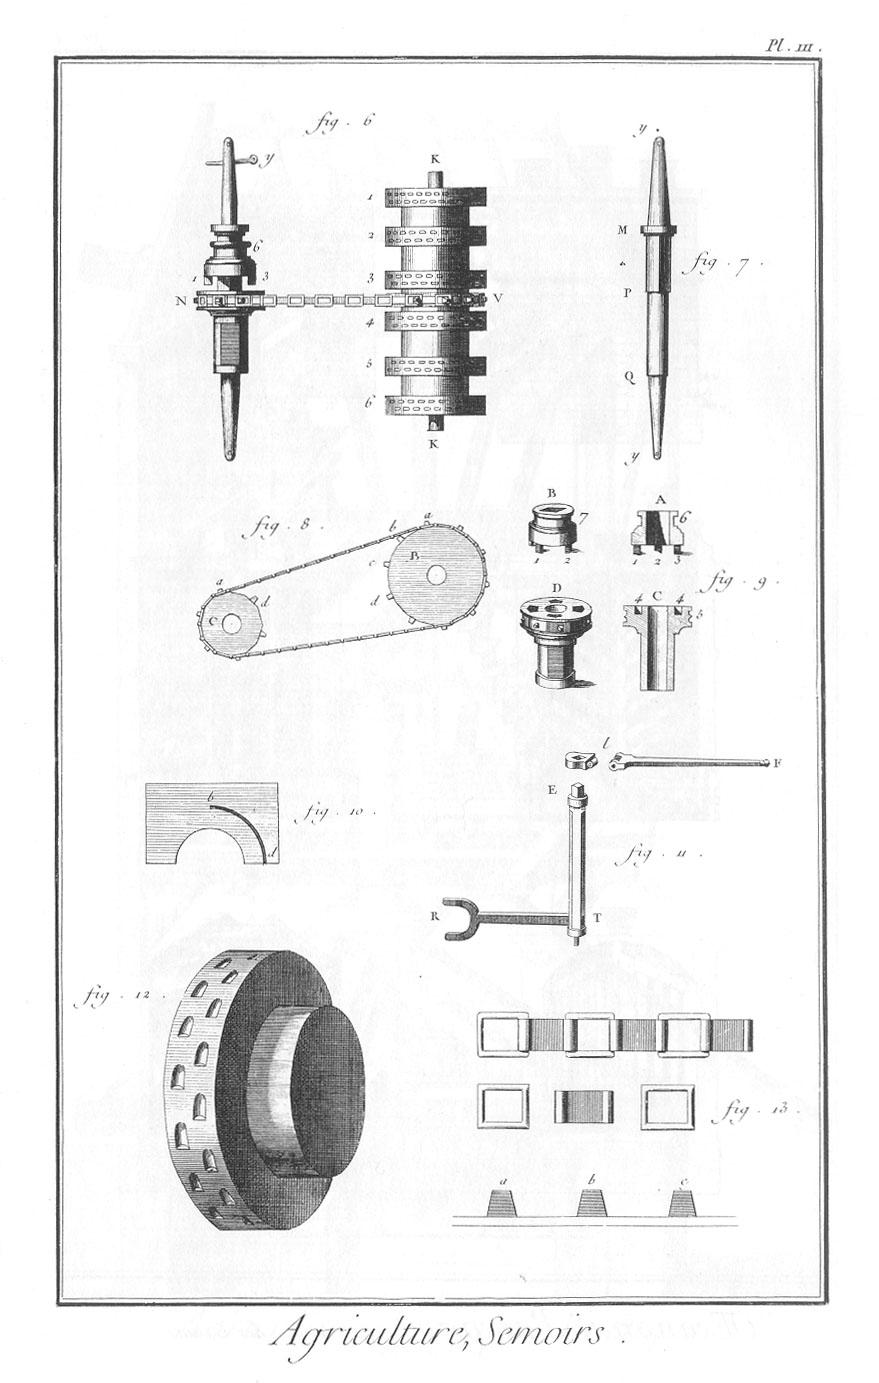 Pl. III.
fig. 6
y
K
y.
1
2
6
M
fig. 7.
1
3
3
N
V
P
4
5
Q
6
K
y
B
A
fig. 8.
a
b
7
6
B
c
1
2
1
2
3
a
d
d
D
fig. 9.
4
C
4
C
5
l
F
E
b
fig. 10.
d
fig. 11.
R
T
fig. 12.
fig. 13.
a
b
c
Agriculture, Semoirs.